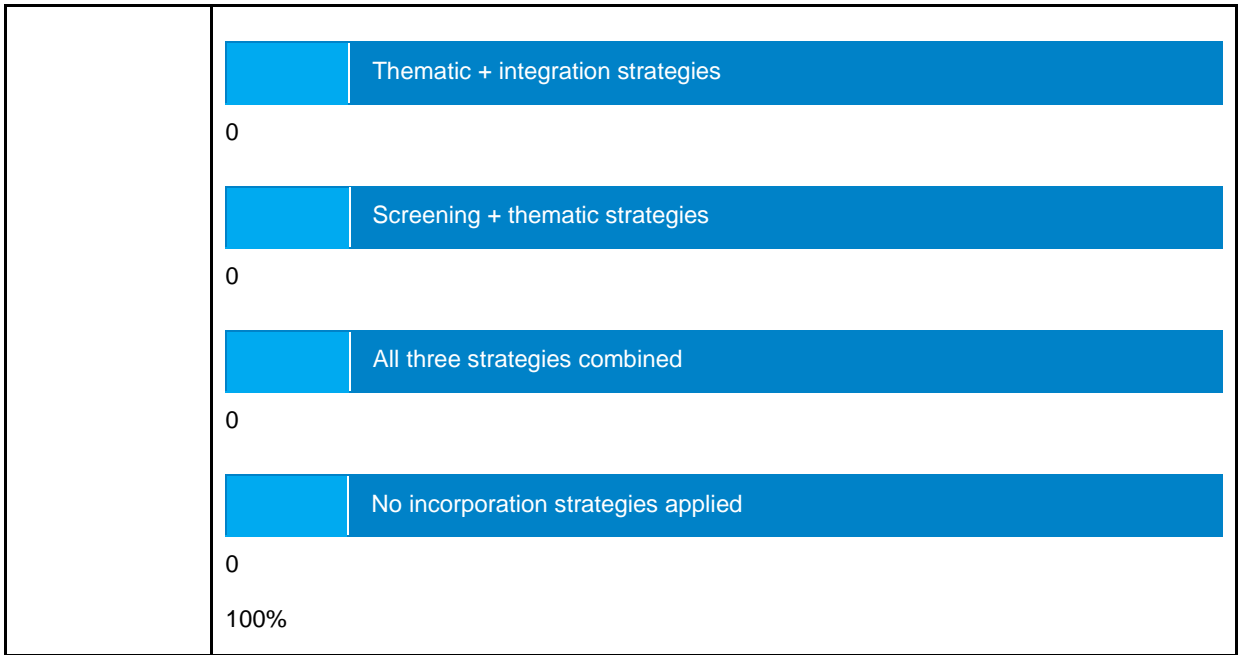 Thematic + integration strategies
0
Screening + thematic strategies
0
All three strategies combined
0
No incorporation strategies applied
0
100%